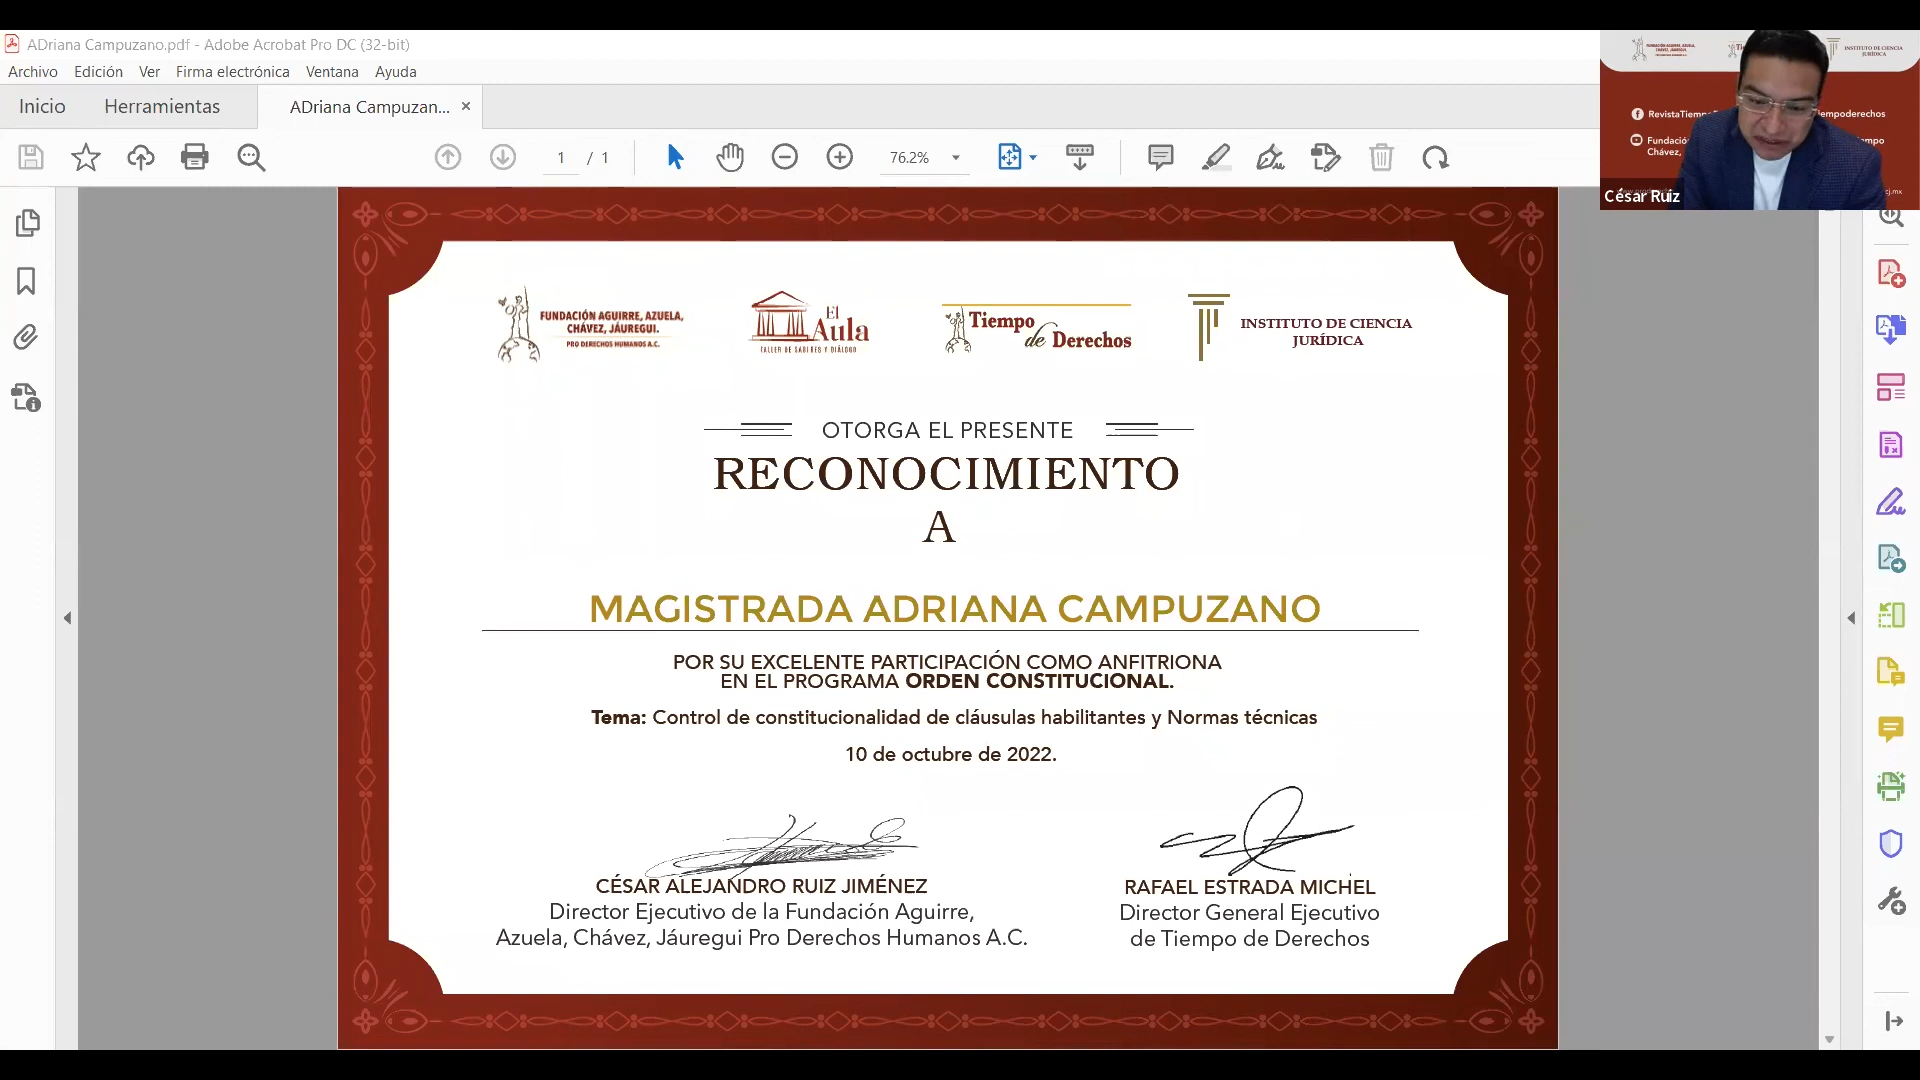 ADriana Campuzano.pdf - Adobe Acrobat Pro DC (32-bit)
Archivo Edición Ver Firma electrónica Ventana Ayuda
Inicio Herramientas ADriana Campuzan... ×
1 / 1 76.2%
FUNDACIÓN AGUIRRE, AZUELA,
CHÁVEZ, JÁUREGUI.
PRO DERECHOS HUMANOS A.C.
El
Aula
TALLER DE SABERES Y DIÁLOGO
Tiempo
de Derechos
INSTITUTO DE CIENCIA
JURÍDICA
OTORGA EL PRESENTE
RECONOCIMIENTO
A
MAGISTRADA ADRIANA CAMPUZANO
POR SU EXCELENTE PARTICIPACIÓN COMO ANFITRIONA
EN EL PROGRAMA ORDEN CONSTITUCIONAL.
Tema: Control de constitucionalidad de cláusulas habilitantes y Normas técnicas
10 de octubre de 2022.
CÉSAR ALEJANDRO RUIZ JIMÉNEZ
Director Ejecutivo de la Fundación Aguirre,
Azuela, Chávez, Jáuregui Pro Derechos Humanos A.C.
RAFAEL ESTRADA MICHEL
Director General Ejecutivo
de Tiempo de Derechos
INSTITUTO DE CIENCIA
JURÍDICA
Chávez,
César Ruiz